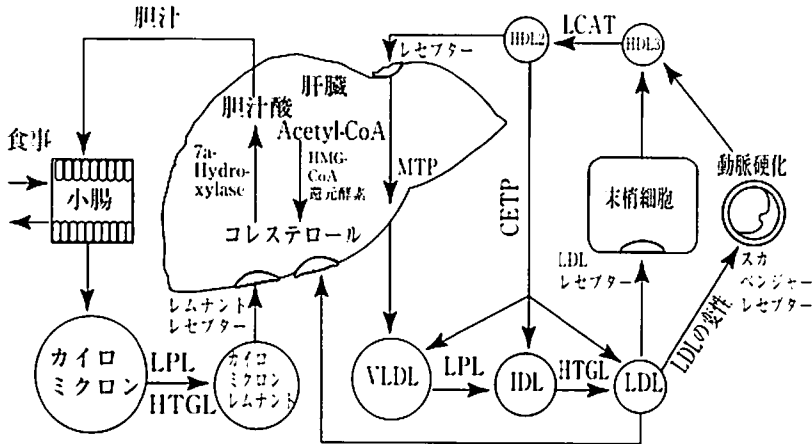 胆汁
HDL2
LCAT
HDL3
レセプター
肝臓
胆汁酸
食事
Acetyl-CoA
7a-
Hydro-
xylase
HMG-
CoA
還元酵素
MTP
CETP
小腸
末梢細胞
動脈硬化
コレステロール
LDL
レセプター
スカ
ベンジャー
レセプター
レムナント
レセプター
LDLの変性
カイロ
ミクロン
LPL
HTGL
カイロ
ミクロン
レムナント
VLDL
LPL
IDL
HTGL
LDL